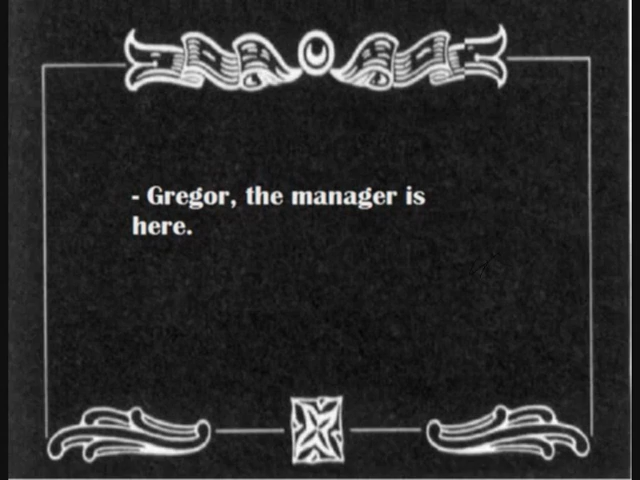 - Gregor, the manager is
here.